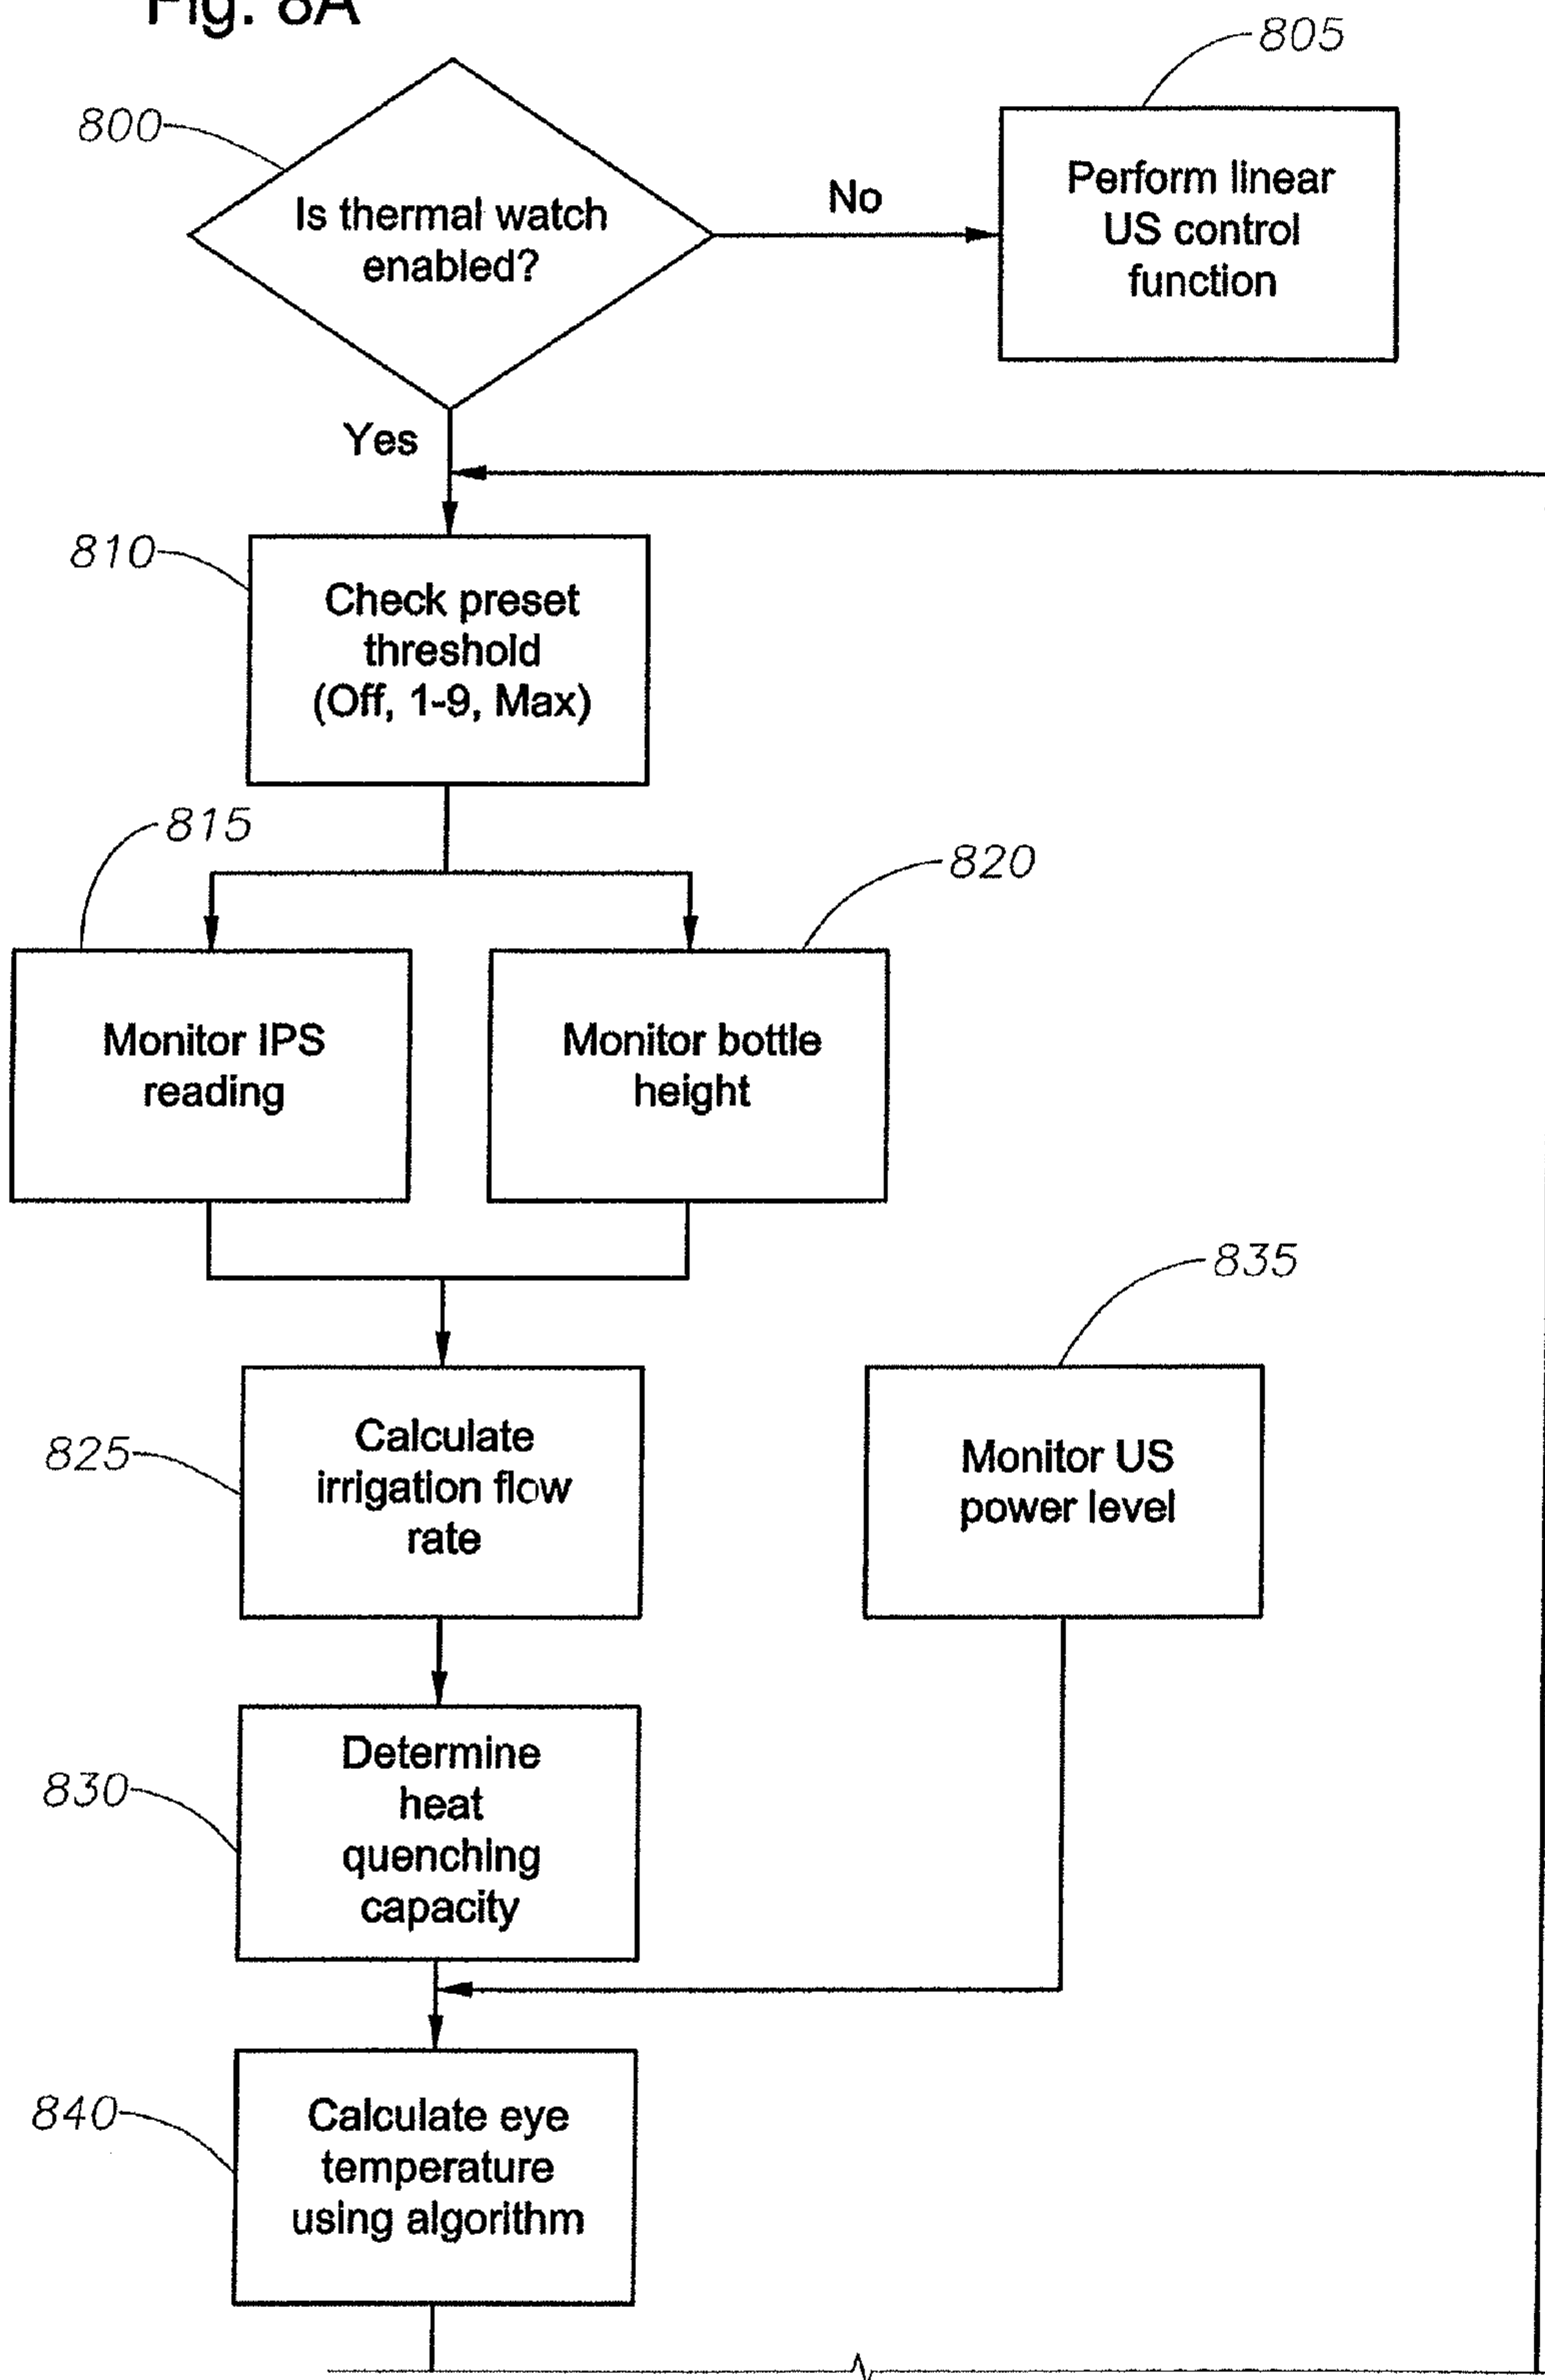 Fig. 8A
805
800
Is thermal watch
enabled?
No
Perform linear
US control
function
Yes
810
Check preset
threshold
(Off, 1-9, Max)
815
820
Monitor IPS
reading
Monitor bottle
height
835
825
Calculate
irrigation flow
rate
Monitor US
power level
830
Determine
heat
quenching
capacity
840
Calculate eye
temperature
using algorithm